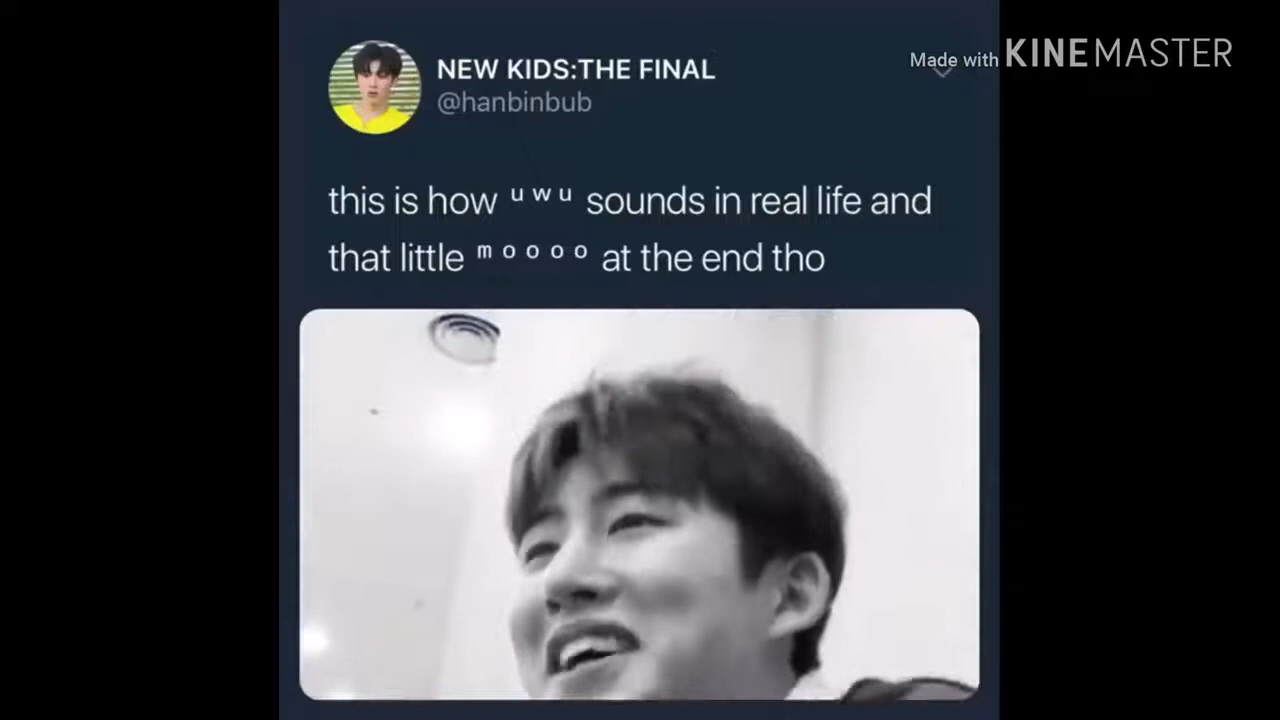 Made with KINEMASTER
NEW KIDS:THE FINAL
@hanbinbub
this is how ᵘʷᵘ sounds in real life and
that little ᵐᵒᵒᵒᵒ at the end tho